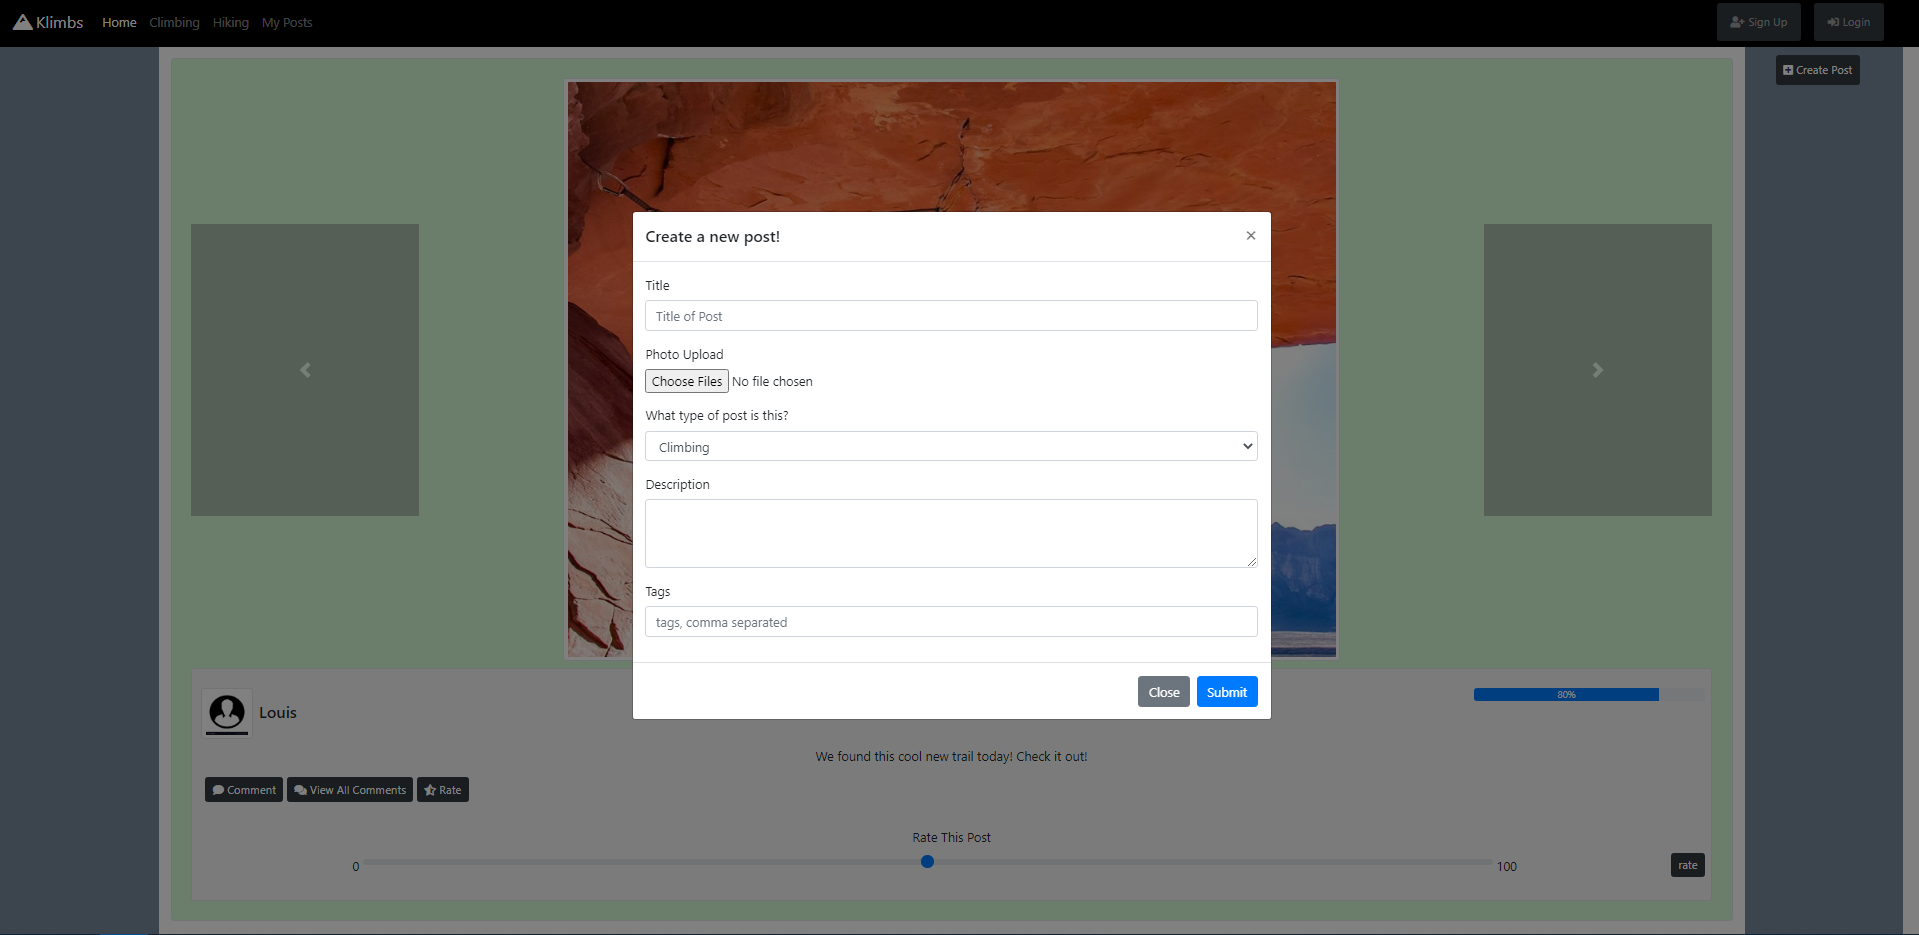 Klimbs Home Climbing Hiking My Posts Sign Up Login
Create Post
Create a new post! ×
Title
Title of Post
Photo Upload
Choose Files No file chosen
What type of post is this?
Climbing
Description
Tags
tags, comma separated
Close Submit
Louis
80%
We found this cool new trail today! Check it out!
Comment View All Comments Rate
Rate This Post
0 100 rate